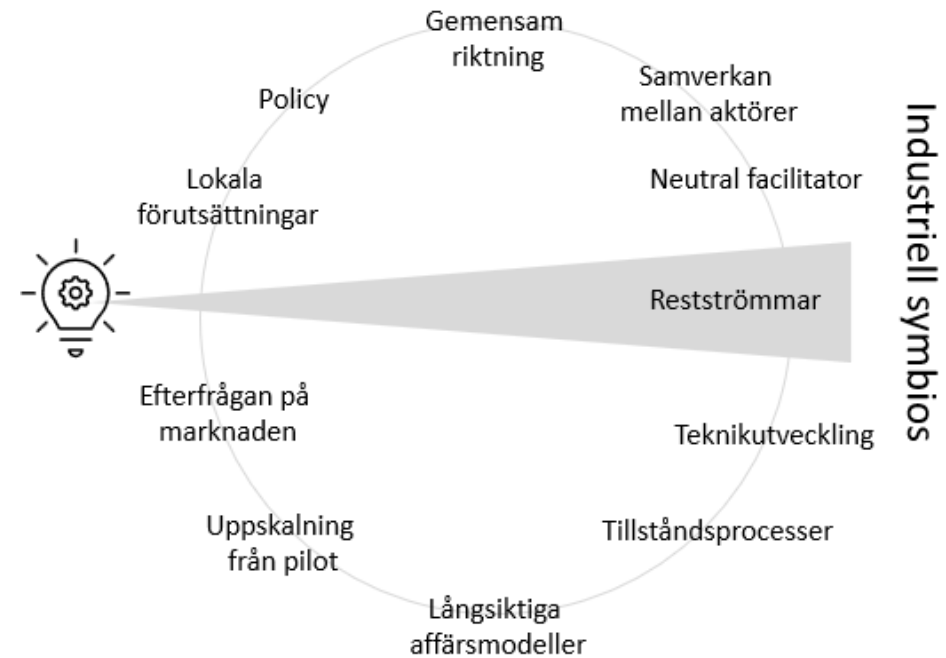 Gemensam
riktning
Samverkan
mellan aktörer
Policy
Neutral facilitator
Lokala
förutsättningar
Restströmmar
Industriell symbios
Efterfrågan på
marknaden
Teknikutveckling
Uppskalning
från pilot
Tillståndsprocesser
Långsiktiga
affärsmodeller